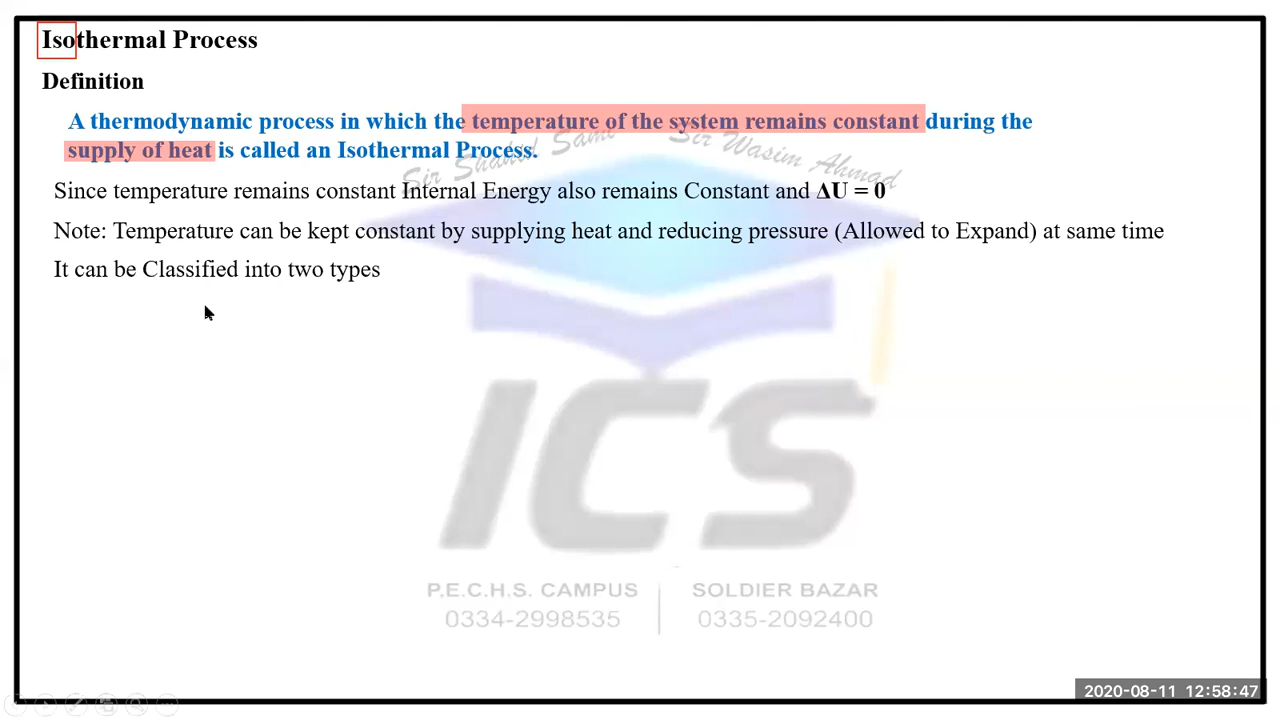 Isothermal Process
Definition
A thermodynamic process in which the temperature of the system remains constant during the
supply of heat is called an Isothermal Process.
Sir Shahid Sami Sir Wasim Ahmad
Since temperature remains constant Internal Energy also remains Constant and ΔU = 0
Note: Temperature can be kept constant by supplying heat and reducing pressure (Allowed to Expand) at same time
It can be Classified into two types
ICS
P.E.C.H.S. CAMPUS SOLDIER BAZAR
0334-2998535 0335-2092400
2020-08-11 12:58:47